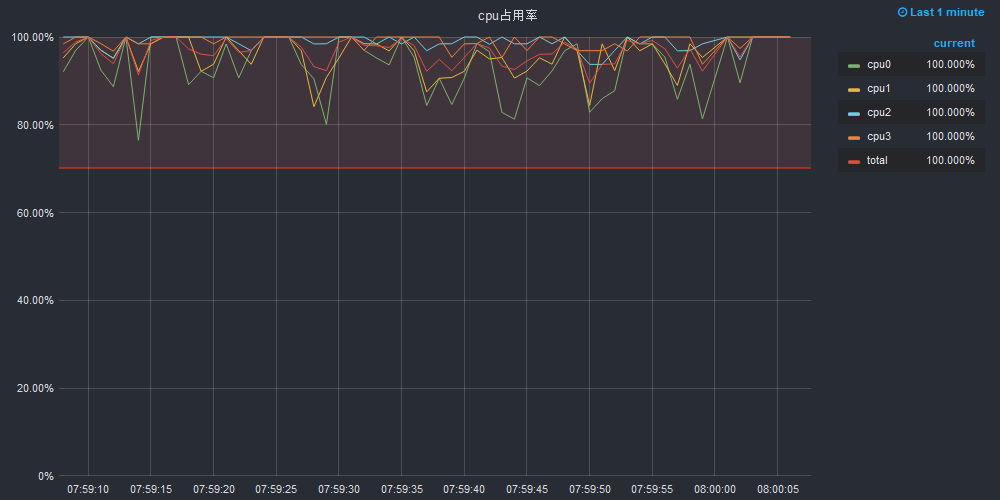 cpu占用率
Last 1 minute
current
cpu0 100.000%
cpu1 100.000%
cpu2 100.000%
cpu3 100.000%
total 100.000%
100.00%
80.00%
60.00%
40.00%
20.00%
0%
07:59:10 07:59:15 07:59:20 07:59:25 07:59:30 07:59:35 07:59:40 07:59:45 07:59:50 07:59:55 08:00:00 08:00:05